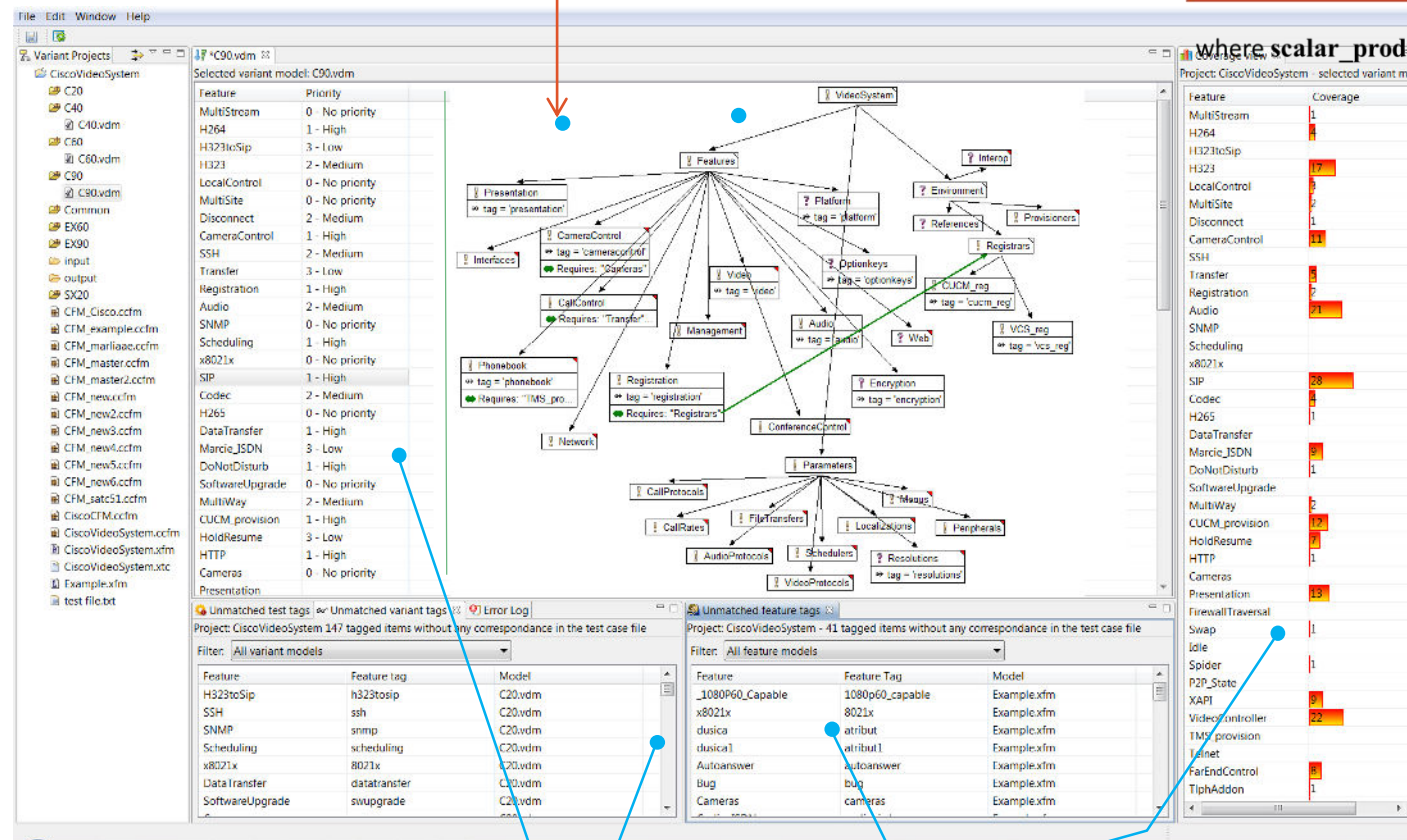 File Edit Window Help
where scalar_prod
Variant Projects
CiscoVideoSystem
C20
C40
C40.vdm
C60
C60.vdm
C90
C90.vdm
Common
EX60
EX90
input
output
SX20
CFM_Cisco.ccfm
CFM_example.ccfm
CFM_marliaae.ccfm
CFM_master.ccfm
CFM_master2.ccfm
CFM_new.ccfm
CFM_new2.ccfm
CFM_new3.ccfm
CFM_new4.ccfm
CFM_new5.ccfm
CFM_new6.ccfm
CFM_satc51.ccfm
CiscoCFM.ccfm
CiscoVideoSystem.ccfm
CiscoVideoSystem.xfm
CiscoVideoSystem.xtc
Example.xfm
test file.txt
*C90.vdm
Selected variant model: C90.vdm
Feature Priority
MultiStream 0 - No priority
H264 1 - High
H323toSip 3 - Low
H323 2 - Medium
LocalControl 0 - No priority
MultiSite 0 - No priority
Disconnect 2 - Medium
CameraControl 1 - High
SSH 2 - Medium
Transfer 3 - Low
Registration 1 - High
Audio 2 - Medium
SNMP 0 - No priority
Scheduling 1 - High
x8021x 0 - No priority
SIP 1 - High
Codec 2 - Medium
H265 0 - No priority
DataTransfer 1 - High
Marcie_ISDN 3 - Low
DoNotDisturb 1 - High
SoftwareUpgrade 0 - No priority
MultiWay 2 - Medium
CUCM_provision 1 - High
HoldResume 3 - Low
HTTP 1 - High
Cameras 0 - No priority
Presentation
VideoSystem
Features
? Interop
Presentation
tag = 'presentation'
? Platform
tag = 'platform'
? Environment
? References
Provisioners
Registrars
Interfaces
CameraControl
tag = 'cameracontrol'
Requires: "Cameras"
Video
tag = 'video'
? Optionkeys
tag = 'optionkeys'
CUCM_reg
tag = 'cucm_reg'
CallControl
Requires: "Transfer"...
Management
Audio
tag = 'audio'
? Web
VCS_reg
tag = 'vcs_reg'
Phonebook
tag = 'phonebook'
Requires: "TMS_pro...
Registration
tag = 'registration'
Requires: "Registrars"
? Encryption
tag = 'encryption'
Network
ConferenceControl
Parameters
CallProtocols
Menus
CallRates
FileTransfers
Localizations
Peripherals
AudioProtocols
Schedulers
? Resolutions
tag = 'resolutions'
VideoProtocols
Unmatched test tags Unmatched variant tags Error Log
Project: CiscoVideoSystem 147 tagged items without any correspondance in the test case file
Filter: All variant models
Feature Feature tag Model
H323toSip h323tosip C20.vdm
SSH ssh C20.vdm
SNMP snmp C20.vdm
Scheduling scheduling C20.vdm
x8021x 8021x C20.vdm
DataTransfer datatransfer C20.vdm
SoftwareUpgrade swupgrade C20.vdm
Unmatched feature tags
Project: CiscoVideoSystem - 41 tagged items without any correspondance in the test case file
Filter: All feature models
Feature Feature Tag Model
_1080P60_Capable 1080p60_capable Example.xfm
x8021x 8021x Example.xfm
dusica atribut Example.xfm
dusica1 atribut1 Example.xfm
Autoanswer autoanswer Example.xfm
Bug bug Example.xfm
Cameras cameras Example.xfm
Project: CiscoVideoSystem - selected variant m
Feature Coverage
MultiStream 1
H264 4
H323toSip
H323 17
LocalControl
MultiSite 2
Disconnect 1
CameraControl 11
SSH
Transfer 5
Registration 2
Audio 21
SNMP
Scheduling
x8021x
SIP 28
Codec 4
H265 1
DataTransfer
Marcie_ISDN 9
DoNotDisturb 1
SoftwareUpgrade
MultiWay 2
CUCM_provision 12
HoldResume 7
HTTP 1
Cameras
Presentation 13
FirewallTraversal
Swap 1
Idle
Spider 1
P2P_State
XAPI 9
VideoController 22
TMS_provision
Telnet
FarEndControl 8
TlphAddon 1